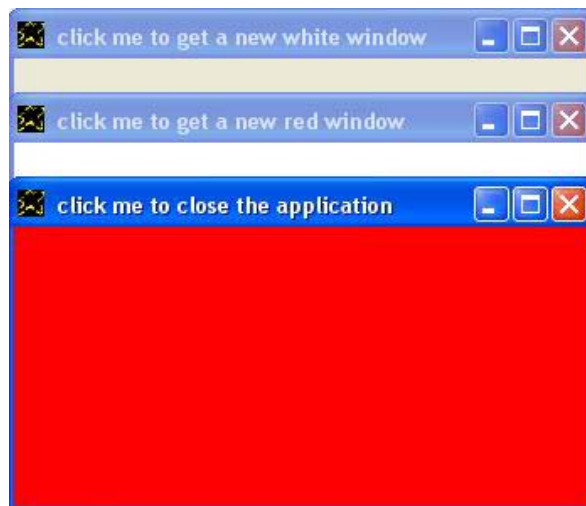 click me to get a new white window
click me to get a new red window
click me to close the application